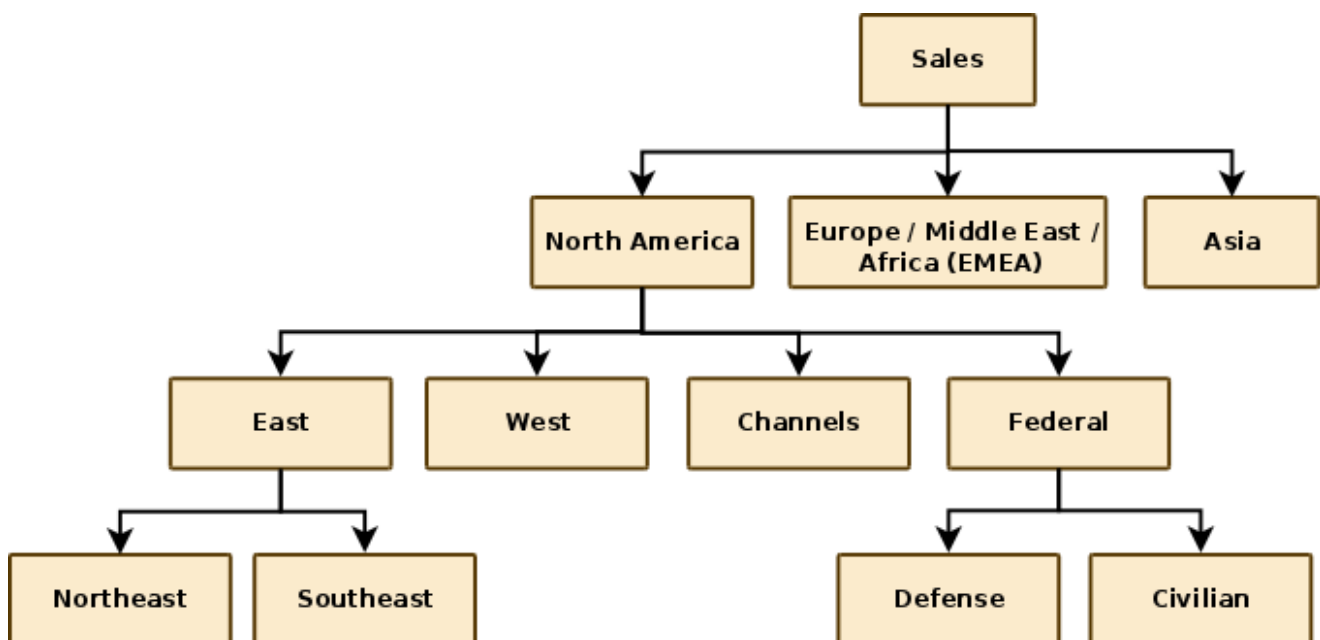 Sales
North America
Europe / Middle East /
Africa (EMEA)
Asia
East
West
Channels
Federal
Northeast
Southeast
Defense
Civilian